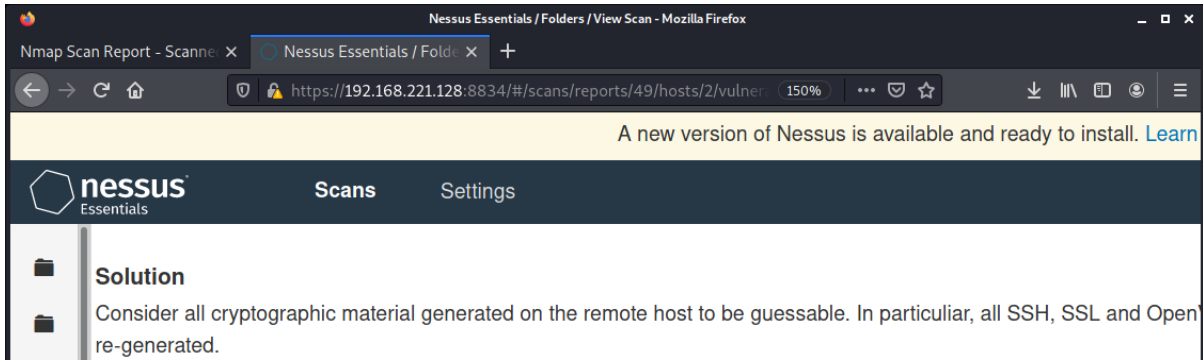 Nessus Essentials / Folders / View Scan - Mozilla Firefox
Nmap Scan Report - Scanne
Nessus Essentials / Folde
https://192.168.221.128:8834/#/scans/reports/49/hosts/2/vulner 150%
A new version of Nessus is available and ready to install. Learn
nessus Essentials Scans Settings
Solution
Consider all cryptographic material generated on the remote host to be guessable. In particuliar, all SSH, SSL and Open
re-generated.